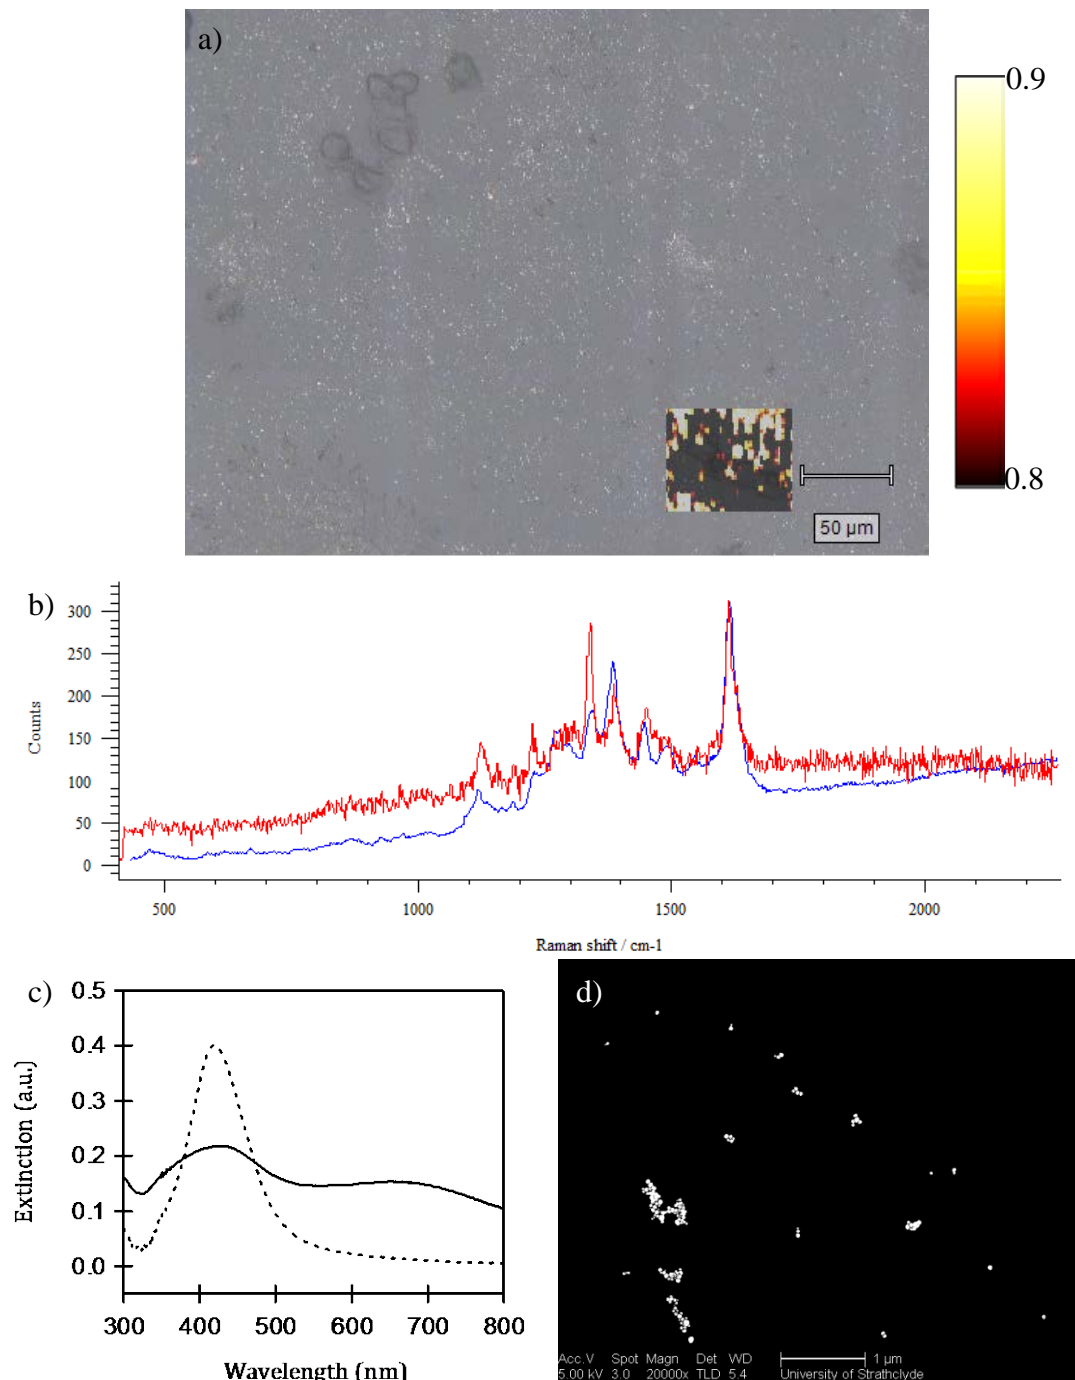 a)
0.9
0.8
50 µm
b)
300
250
200
150
100
50
0
Counts
500
1000
1500
2000
Raman shift / cm-1
c)
0.5
0.4
0.3
0.2
0.1
0.0
Extinction (a.u.)
300 400 500 600 700 800
Wavelength (nm)
d)
Acc.V Spot Magn Det WD 1 µm
5.00 kV 3.0 20000x TLD 5.4 University of Strathclyde